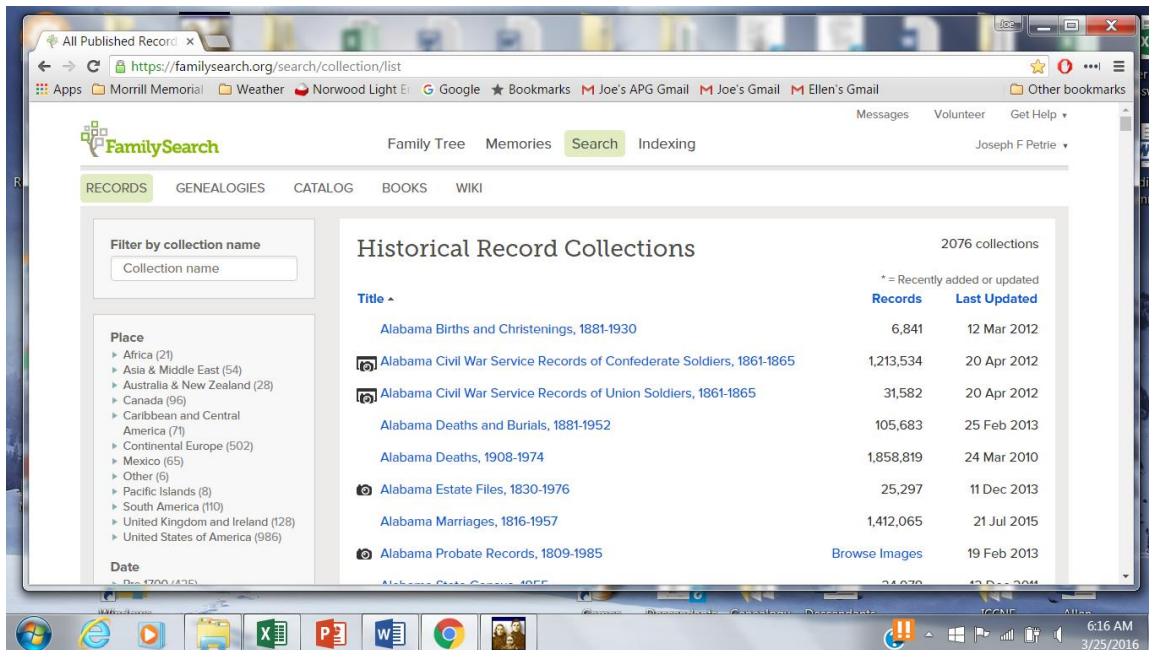 Joe
All Published Record
https://familysearch.org/search/collection/list
Apps Morrill Memorial Weather Norwood Light E Google Bookmarks Joe's APG Gmail Joe's Gmail Ellen's Gmail Other bookmarks
Messages Volunteer Get Help
FamilySearch Family Tree Memories Search Indexing Joseph F Petrie
RECORDS GENEALOGIES CATALOG BOOKS WIKI
Filter by collection name
Collection name
Place
Africa (21)
Asia & Middle East (54)
Australia & New Zealand (28)
Canada (96)
Caribbean and Central
America (71)
Continental Europe (502)
Mexico (65)
Other (6)
Pacific Islands (8)
South America (110)
United Kingdom and Ireland (128)
United States of America (986)
Date
Historical Record Collections 2076 collections
* = Recently added or updated
Title Records Last Updated
Alabama Births and Christenings, 1881-1930 6,841 12 Mar 2012
Alabama Civil War Service Records of Confederate Soldiers, 1861-1865 1,213,534 20 Apr 2012
Alabama Civil War Service Records of Union Soldiers, 1861-1865 31,582 20 Apr 2012
Alabama Deaths and Burials, 1881-1952 105,683 25 Feb 2013
Alabama Deaths, 1908-1974 1,858,819 24 Mar 2010
Alabama Estate Files, 1830-1976 25,297 11 Dec 2013
Alabama Marriages, 1816-1957 1,412,065 21 Jul 2015
Alabama Probate Records, 1809-1985 Browse Images 19 Feb 2013
6:16 AM
3/25/2016